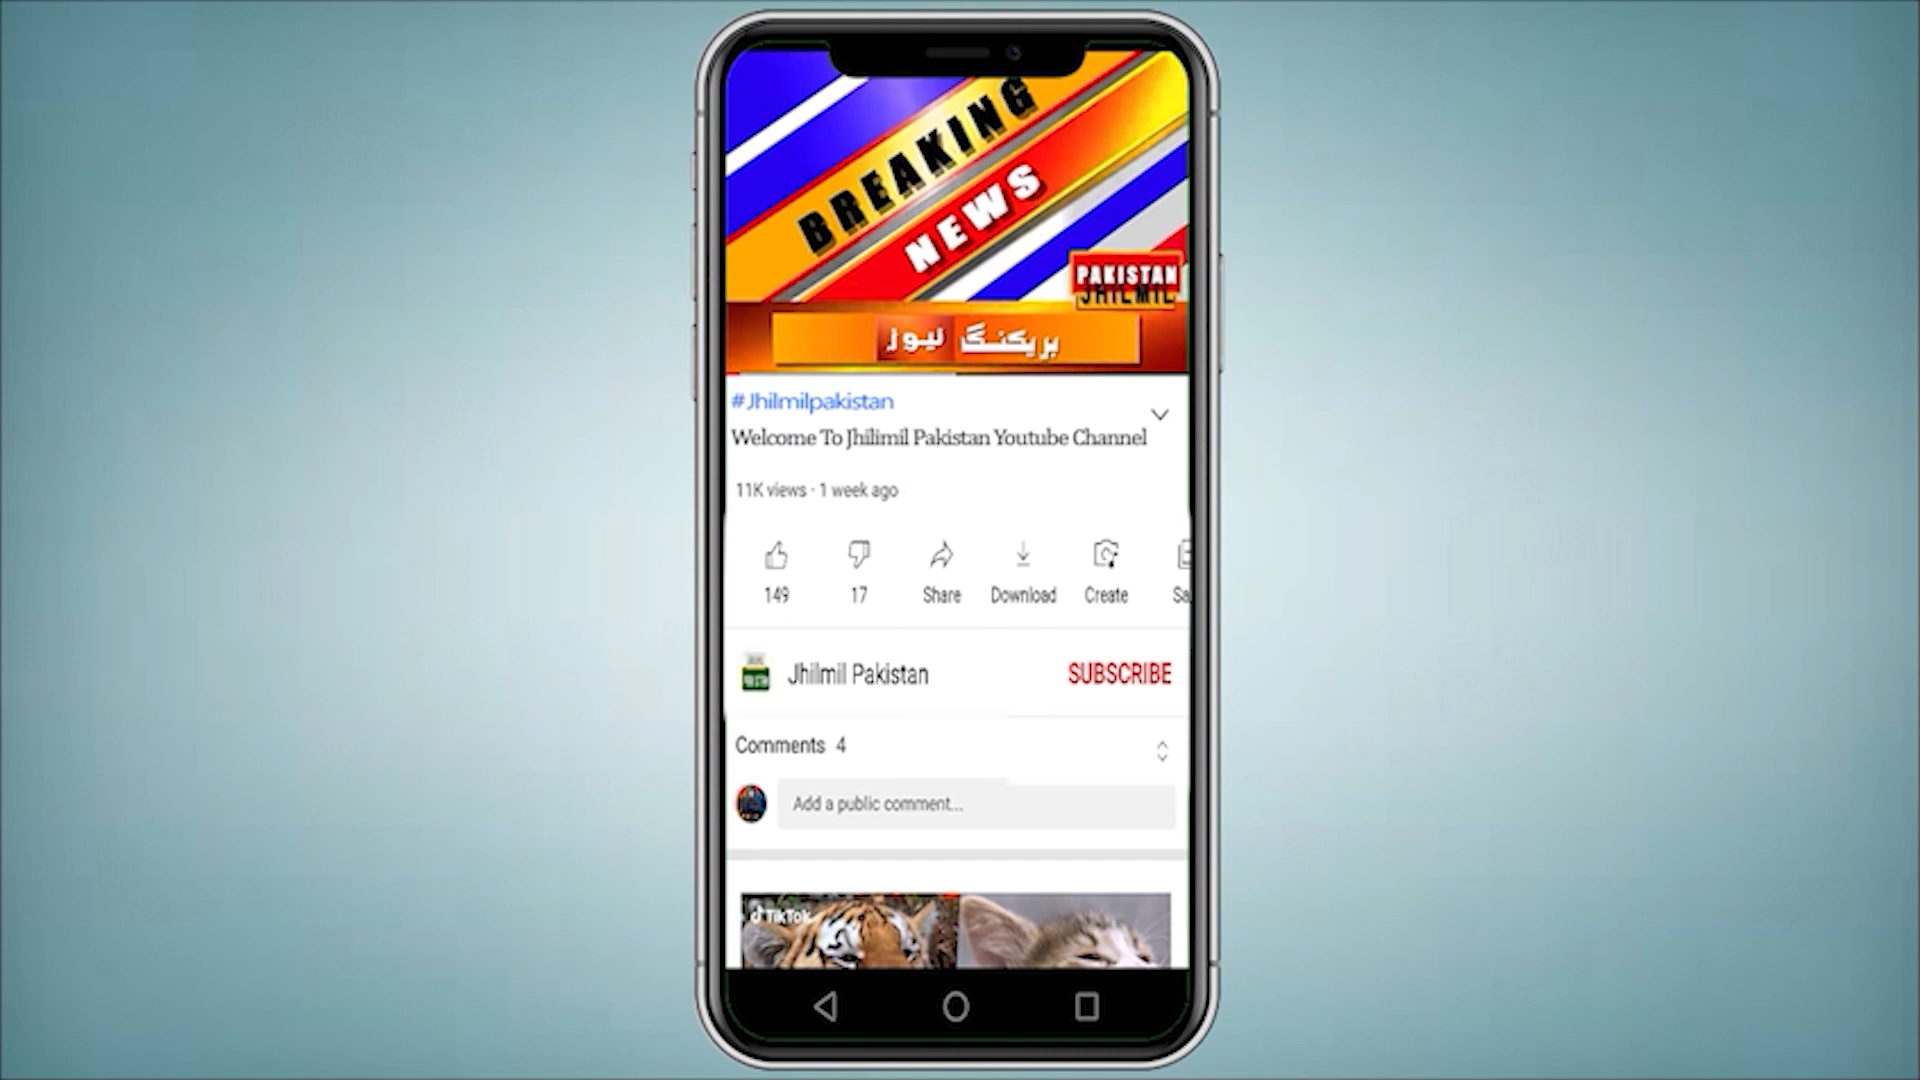 BREAKING
NEWS
PAKISTAN
JHILMIL
بریکنگ نیوز
#Jhilmilpakistan
Welcome To Jhilimil Pakistan Youtube Channel
11K views · 1 week ago
149 17 Share Download Create Sa
Jhilmil Pakistan SUBSCRIBE
Comments 4
Add a public comment...
TikTok